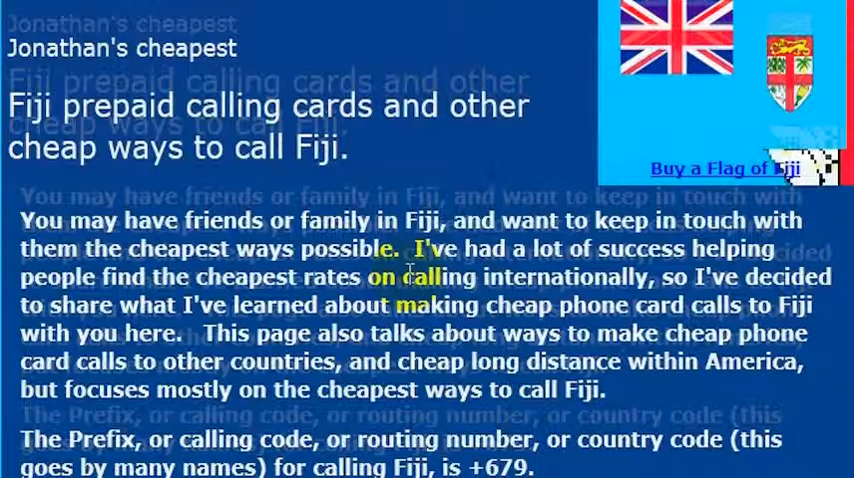 Jonathan's cheapest
Fiji prepaid calling cards and other
cheap ways to call Fiji.
Buy a Flag of Fiji
You may have friends or family in Fiji, and want to keep in touch with
them the cheapest ways possible. I've had a lot of success helping
people find the cheapest rates on calling internationally, so I've decided
to share what I've learned about making cheap phone card calls to Fiji
with you here. This page also talks about ways to make cheap phone
card calls to other countries, and cheap long distance within America,
but focuses mostly on the cheapest ways to call Fiji.
The Prefix, or calling code, or routing number, or country code (this
goes by many names) for calling Fiji, is +679.